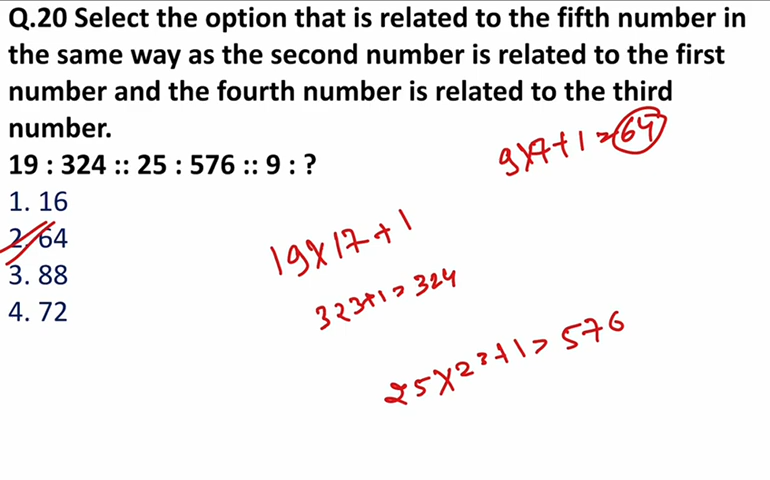 Q.20 Select the option that is related to the fifth number in
the same way as the second number is related to the first
number and the fourth number is related to the third
number.
19 : 324 :: 25 : 576 :: 9 : ?
1. 16
2. 64
3. 88
4. 72
9x7+1=64
19x17+1
323+1=324
25x23+1=576